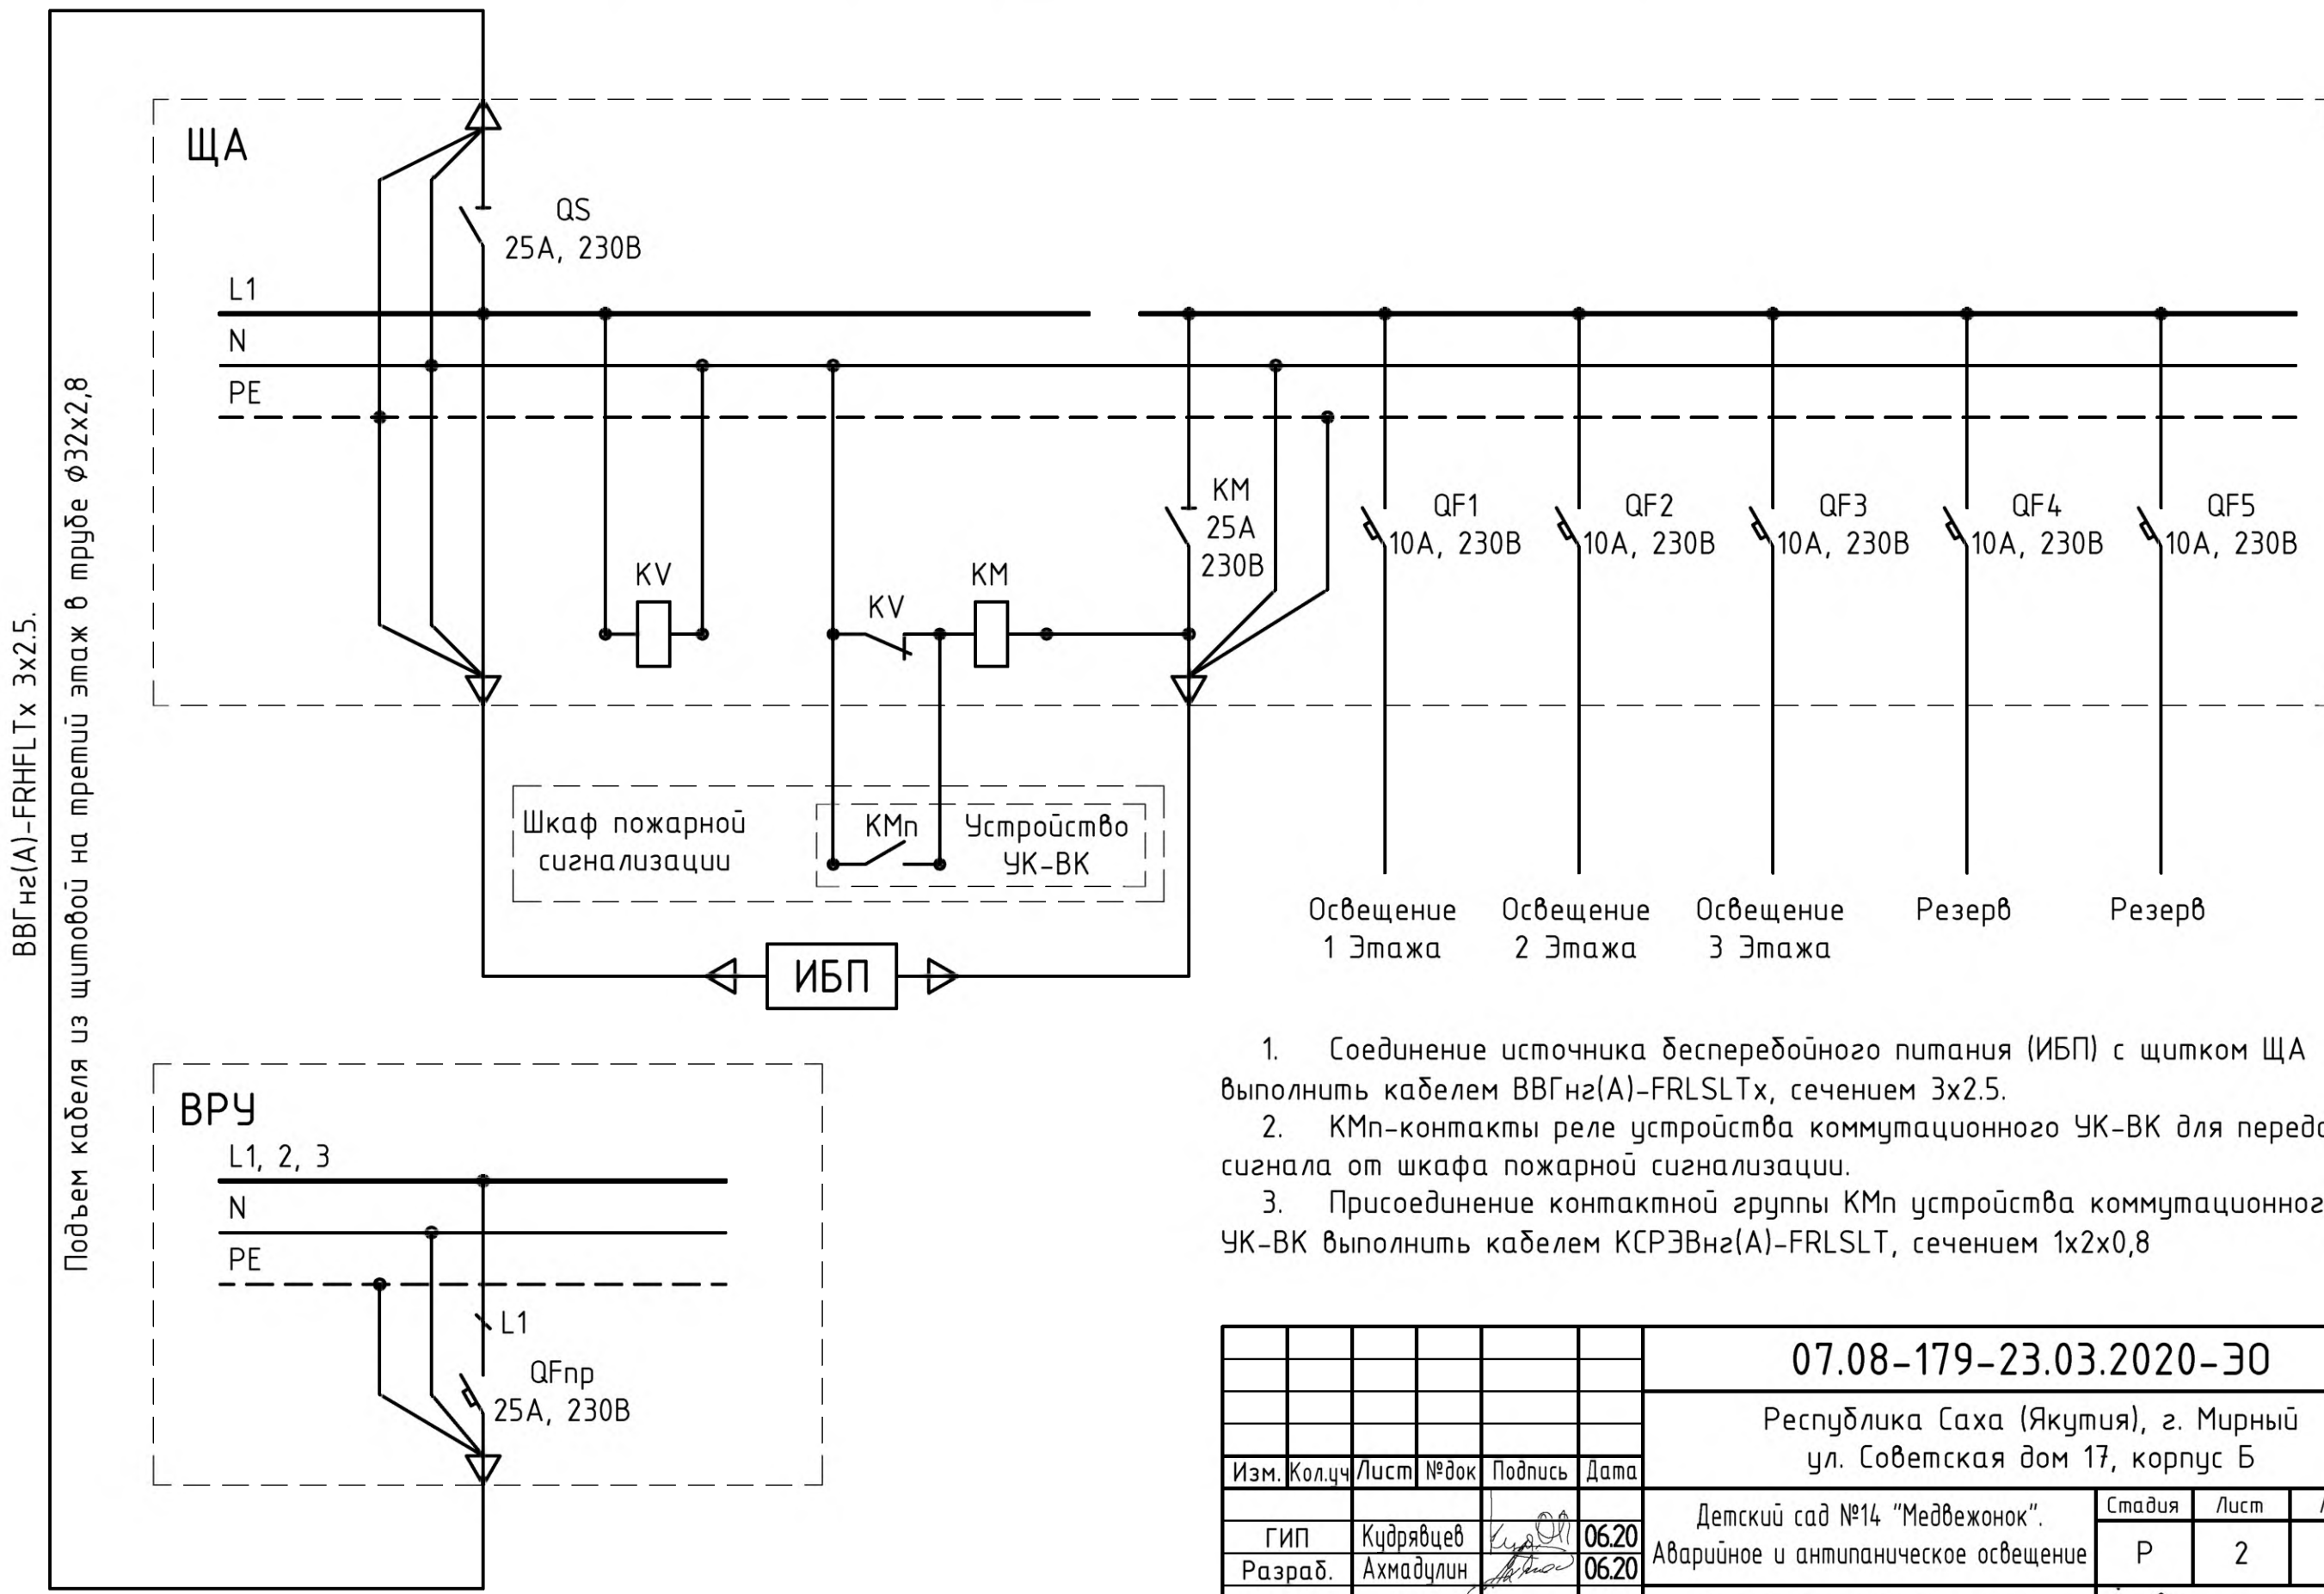 ВВГнг(А)-FRHFLTx 3x2.5.
Подъем кабеля из щитовой на третий этаж в трубе ф32х2,8
ЩА
QS
25А, 230В
L1
N
PE
KV
KV
KM
KM
25А
230В
QF1
10А, 230В
QF2
10А, 230В
QF3
10А, 230В
QF4
10А, 230В
QF5
10А, 230В
Шкаф пожарной
сигнализации
КМп
Устройство
УК-ВК
Освещение
1 Этажа
Освещение
2 Этажа
Освещение
3 Этажа
Резерв
Резерв
ИБП
ВРУ
L1, 2, 3
N
PE
L1
QFпр
25А, 230В
1. Соединение источника бесперебойного питания (ИБП) с щитком ЩА
выполнить кабелем ВВГнг(А)-FRLSLTx, сечением 3х2.5.
2. КМп-контакты реле устройства коммутационного УК-ВК для
сигнала от шкафа пожарной сигнализации.
3. Присоединение контактной группы КМп устройства
УК-ВК выполнить кабелем КСРЭВнг(А)-FRLSLT, сечением 1х2х0,8
07.08-179-23.03.2020-ЭО
Республика Саха (Якутия), г. Мирный
ул. Советская дом 17, корпус Б
Изм. Кол.уч Лист №док Подпись Дата
Детский сад №14 "Медвежонок".
Аварийное и антипаническое освещение
Стадия Лист
Р 2
ГИП Кудрявцев 06.20
Разраб. Ахмадулин 06.20